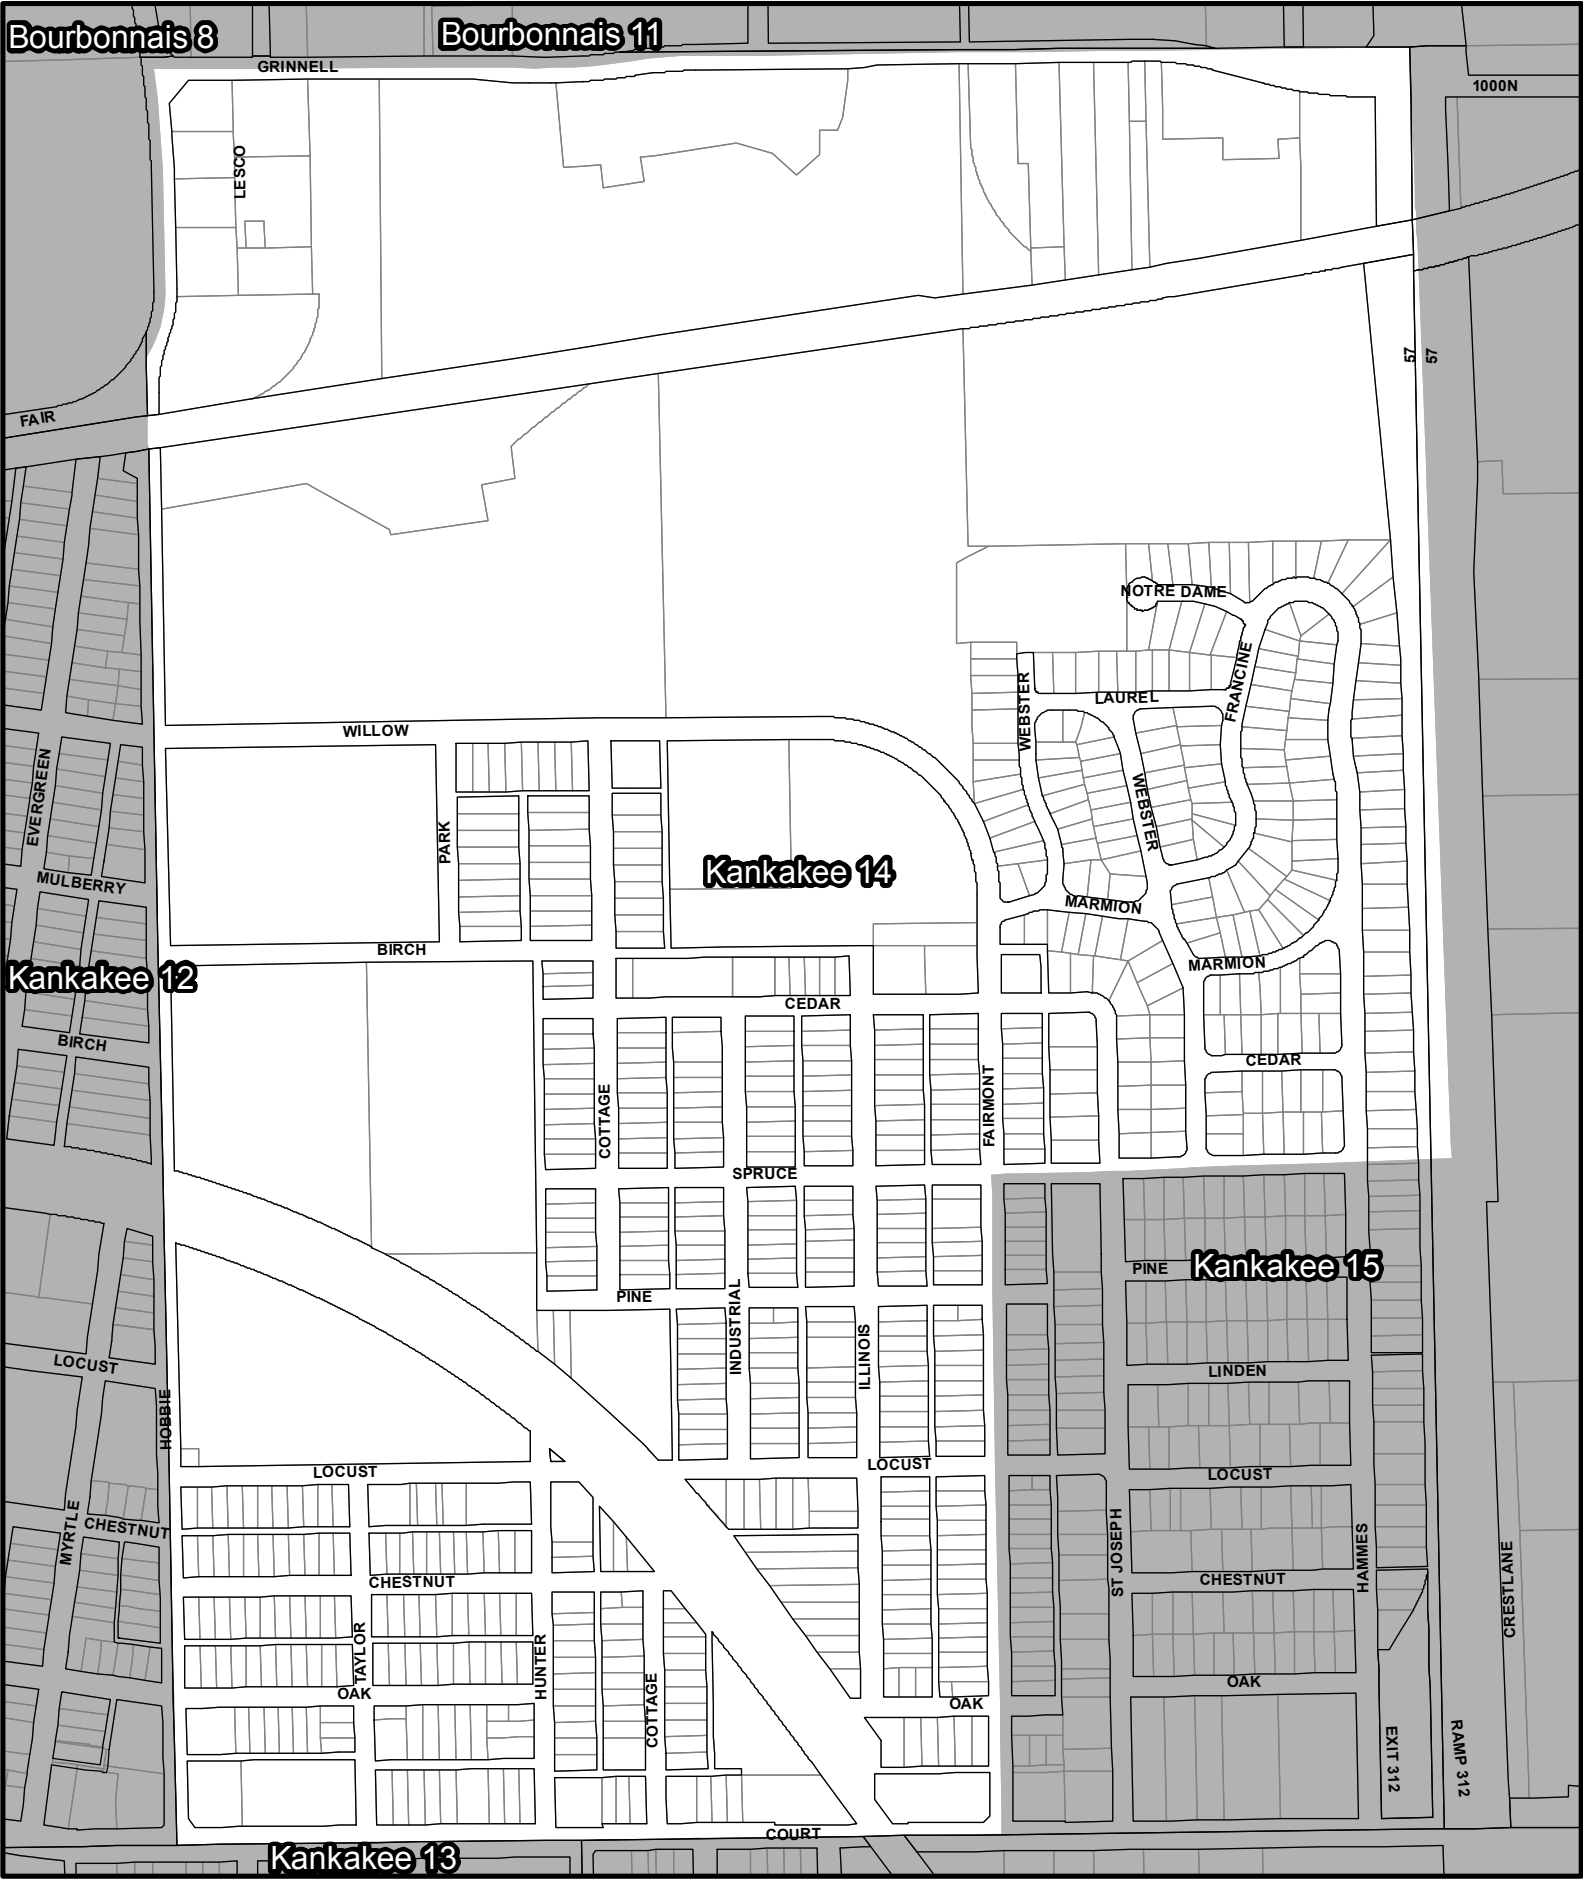 Bourbonnais 8
Bourbonnais 11
GRINNELL
1000N
LESCO
57
57
FAIR
NOTRE DAME
FRANCINE
WEBSTER
LAUREL
WILLOW
EVERGREEN
WEBSTER
PARK
Kankakee 14
MULBERRY
MARMION
BIRCH
MARMION
Kankakee 12
CEDAR
BIRCH
CEDAR
COTTAGE
FAIRMONT
SPRUCE
Kankakee 15
PINE
PINE
INDUSTRIAL
ILLINOIS
LOCUST
LINDEN
HOBBIE
LOCUST
LOCUST
LOCUST
MYRTLE
CHESTNUT
ST JOSEPH
HAMMES
CRESTLANE
CHESTNUT
CHESTNUT
TAYLOR
HUNTER
COTTAGE
OAK
OAK
OAK
EXIT 312
RAMP 312
COURT
Kankakee 13